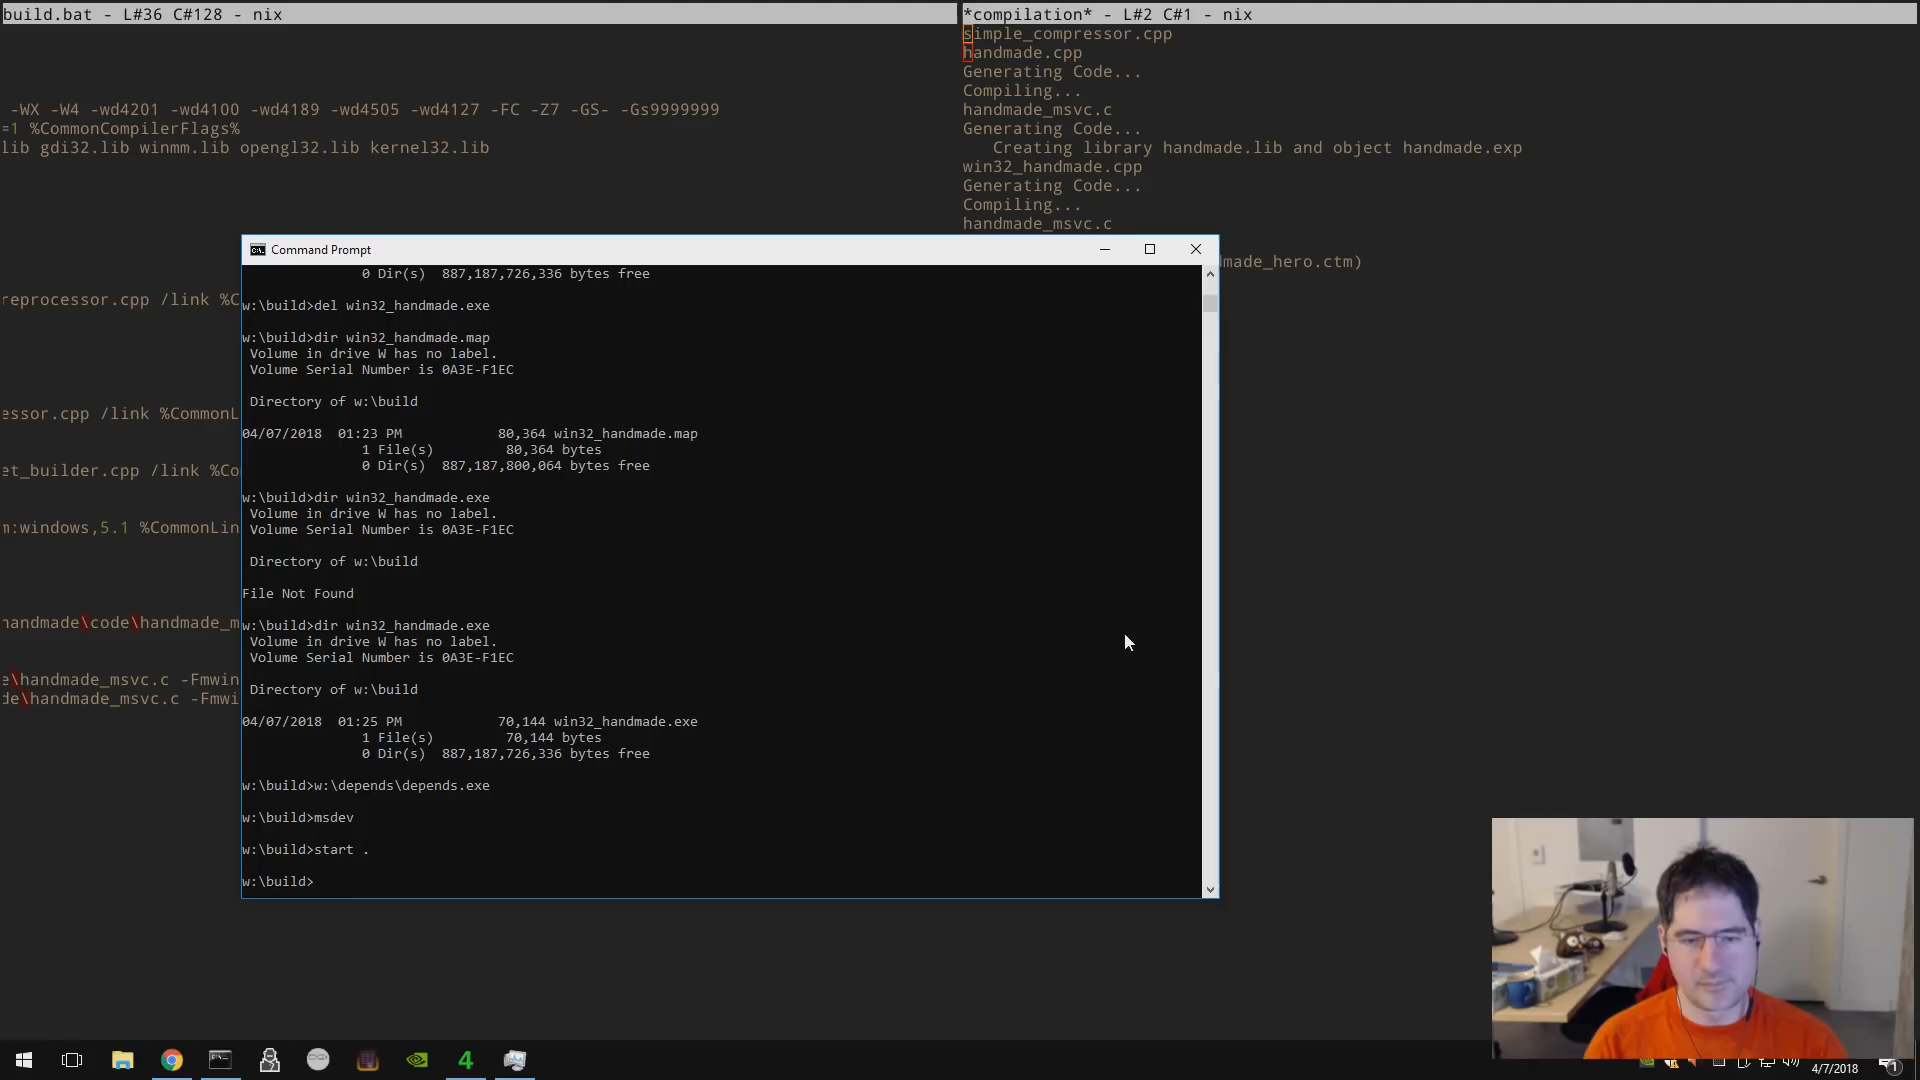 build.bat - L#36 C#128 - nix
-WX -W4 -wd4201 -wd4100 -wd4189 -wd4505 -wd4127 -FC -Z7 -GS- -Gs9999999
=1 %CommonCompilerFlags%
lib gdi32.lib winmm.lib opengl32.lib kernel32.lib
reprocessor.cpp /link %C
essor.cpp /link %CommonL
et_builder.cpp /link %Co
m:windows,5.1 %CommonLin
handmade\code\handmade_m
e\handmade_msvc.c -Fmwin
de\handmade_msvc.c -Fmwi
*compilation* - L#2 C#1 - nix
simple_compressor.cpp
handmade.cpp
Generating Code...
Compiling...
handmade_msvc.c
Generating Code...
Creating library handmade.lib and object handmade.exp
win32_handmade.cpp
Generating Code...
Compiling...
handmade_msvc.c
dmade_hero.ctm)
Command Prompt
0 Dir(s) 887,187,726,336 bytes free
w:\build>del win32_handmade.exe
w:\build>dir win32_handmade.map
Volume in drive W has no label.
Volume Serial Number is 0A3E-F1EC
Directory of w:\build
04/07/2018 01:23 PM 80,364 win32_handmade.map
1 File(s) 80,364 bytes
0 Dir(s) 887,187,800,064 bytes free
w:\build>dir win32_handmade.exe
Volume in drive W has no label.
Volume Serial Number is 0A3E-F1EC
Directory of w:\build
File Not Found
w:\build>dir win32_handmade.exe
Volume in drive W has no label.
Volume Serial Number is 0A3E-F1EC
Directory of w:\build
04/07/2018 01:25 PM 70,144 win32_handmade.exe
1 File(s) 70,144 bytes
0 Dir(s) 887,187,726,336 bytes free
w:\build>w:\depends\depends.exe
w:\build>msdev
w:\build>start .
w:\build>
4
4/7/2018
1